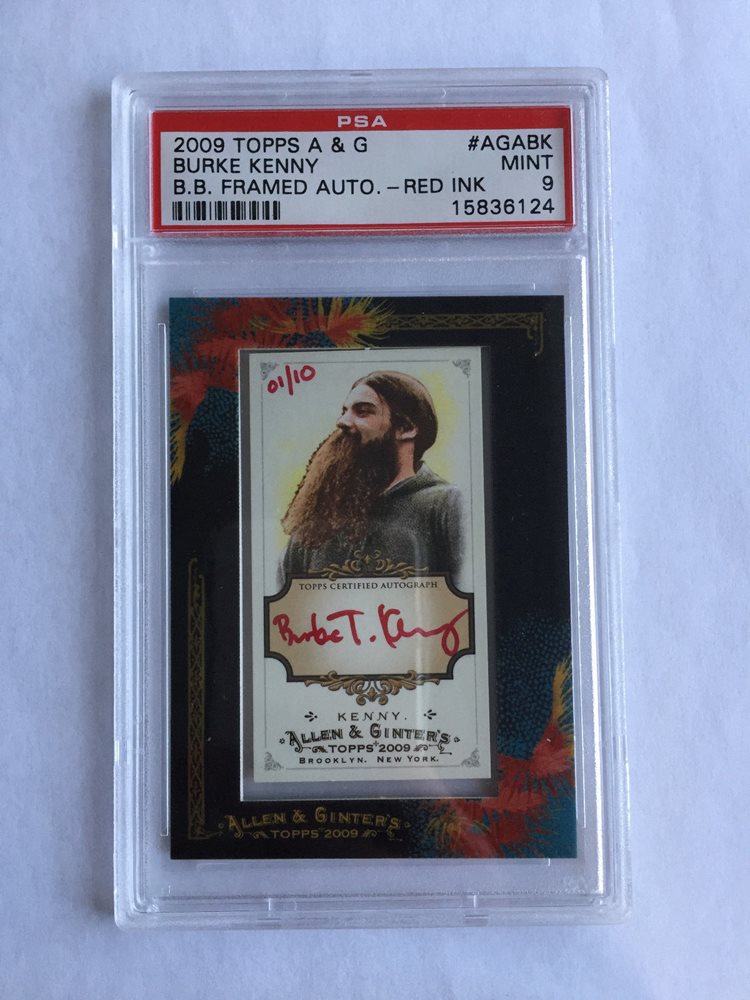 PSA
2009 TOPPS A & G #AGABK
BURKE KENNY MINT
B.B. FRAMED AUTO.-RED INK 9
15836124
01/10
TOPPS CERTIFIED AUTOGRAPH
Burke T. Kenny
KENNY.
ALLEN & GINTER'S
TOPPS 2009
BROOKLYN. NEW YORK.
ALLEN & GINTER'S
TOPPS 2009